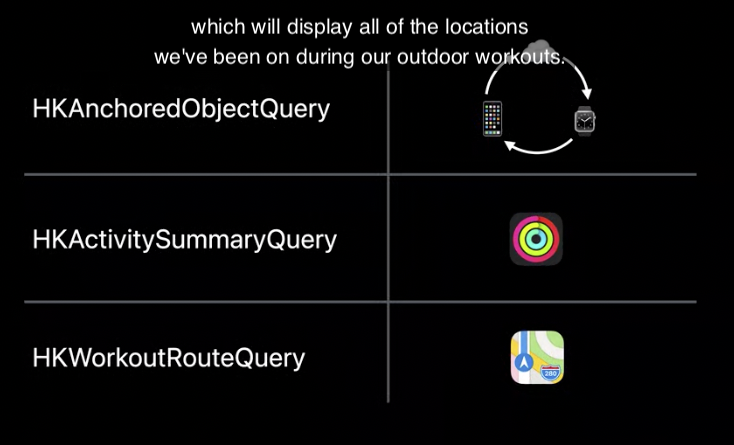 which will display all of the locations
we've been on during our outdoor workouts.
HKAnchoredObjectQuery
HKActivitySummaryQuery
HKWorkoutRouteQuery
280